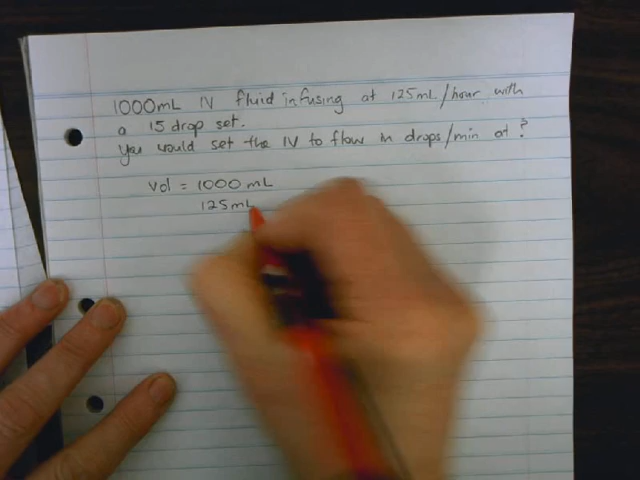 1000mL IV fluid infusing at 125mL/hour with
a 15 drop set.
You would set the IV to flow in drops/min at?
Vol = 1000 mL
125mL